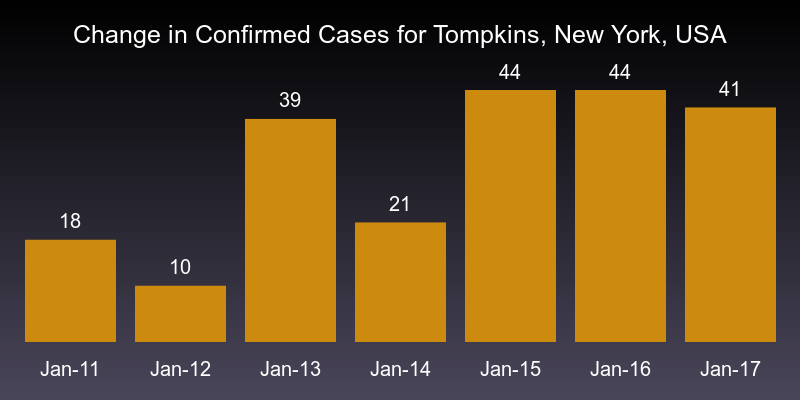 Change in Confirmed Cases for Tompkins, New York, USA
18
10
39
21
44
44
41
Jan-11
Jan-12
Jan-13
Jan-14
Jan-15
Jan-16
Jan-17